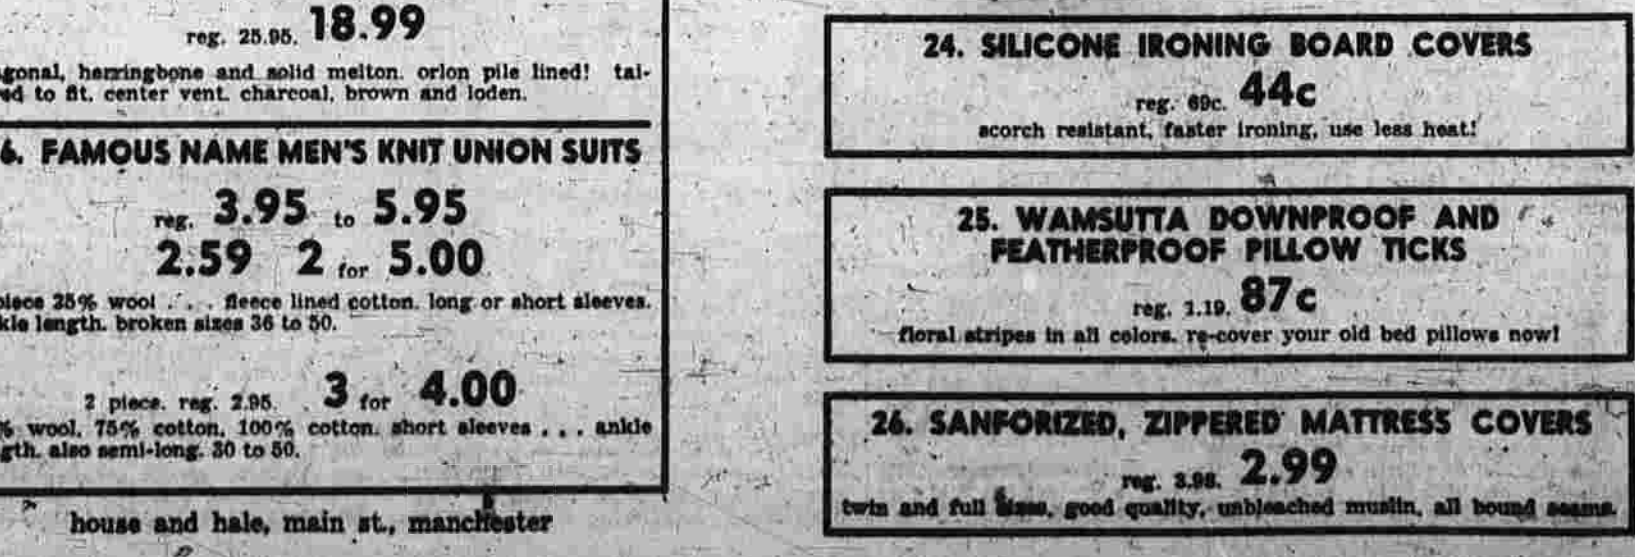 reg. 25.95. 18.99
gonal, herringbone and solid melton. orlon pile lined! tai-
ed to fit. center vent. charcoal, brown and loden.
6. FAMOUS NAME MEN'S KNIT UNION SUITS
reg. 3.95 to 5.95
2.59 2 for 5.00
piece 25% wool . . . fleece lined cotton. long or short sleeves.
kle length. broken sizes 36 to 50.
2 piece. reg. 2.95. 3 for 4.00
% wool, 75% cotton, 100% cotton. short sleeves . . . ankle
gth. also semi-long. 30 to 50.
house and hale, main st., manchester
24. SILICONE IRONING BOARD COVERS
reg. 69c. 44c
scorch resistant, faster ironing, use less heat!
25. WAMSUTTA DOWNPROOF AND
FEATHERPROOF PILLOW TICKS
reg. 1.19. 87c
floral stripes in all colors. re-cover your old bed pillows now!
26. SANFORIZED, ZIPPERED MATTRESS COVERS
reg. 3.98. 2.99
twin and full sizes, good quality, unbleached muslin, all bound seams.